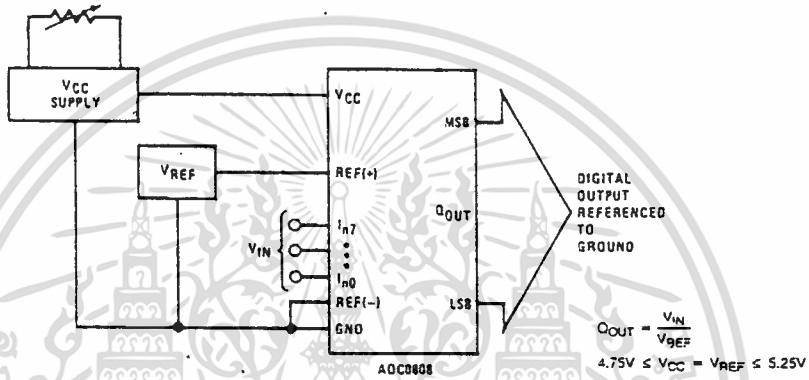 VCC
SUPPLY
VREF
VIN
VCC
REF(+)
In7
In0
REF(−)
GND
MSB
QOUT
LSB
ADC0808
DIGITAL
OUTPUT
REFERENCED
TO
GROUND
QOUT = VIN / VREF
4.75V ≤ VCC = VREF ≤ 5.25V